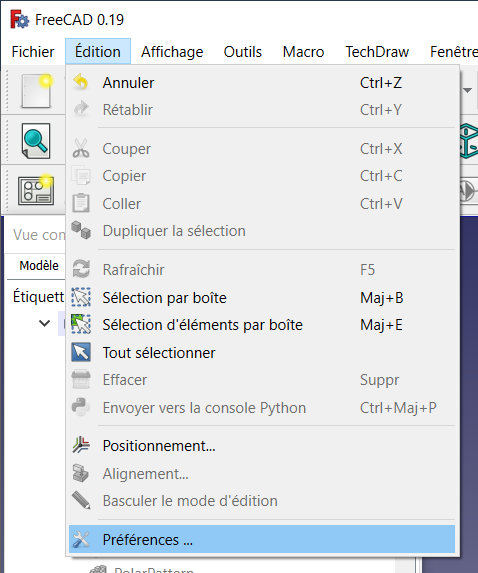 FreeCAD 0.19
Fichier Édition Affichage Outils Macro TechDraw Fenêtre
Annuler Ctrl+Z
Rétablir Ctrl+Y
Couper Ctrl+X
Copier Ctrl+C
Coller Ctrl+V
Dupliquer la sélection
Vue con
Modèle
Rafraîchir F5
Étiquett
Sélection par boîte Maj+B
Sélection d'éléments par boîte Maj+E
Tout sélectionner
Effacer Suppr
Envoyer vers la console Python Ctrl+Maj+P
Positionnement...
Alignement...
Basculer le mode d'édition
Préférences ...
PolarPattern